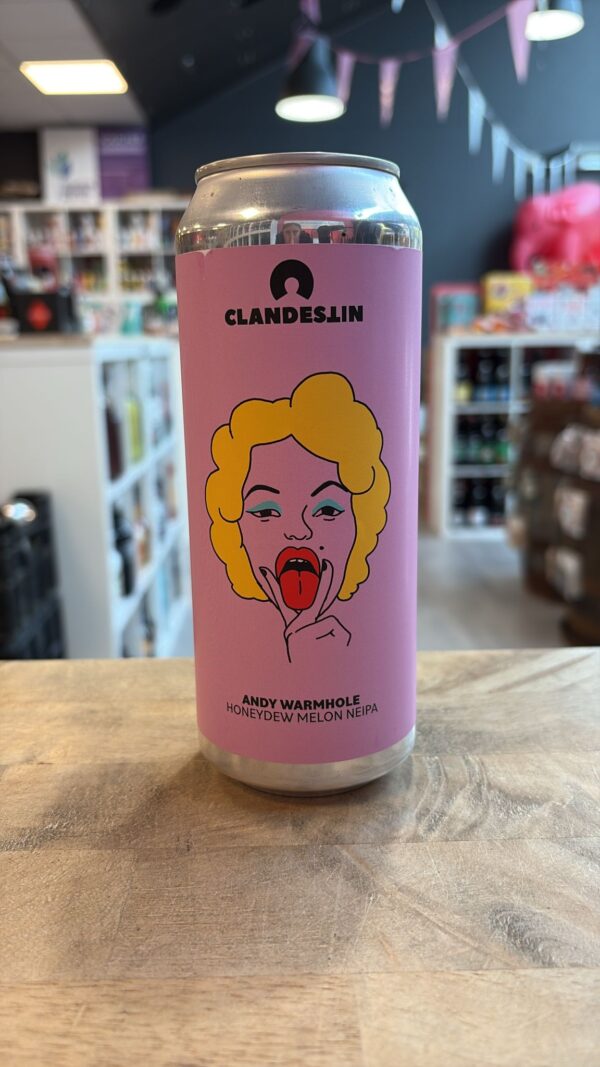 CLANDESTIN
ANDY WARMHOLE
HONEYDEW MELON NEIPA